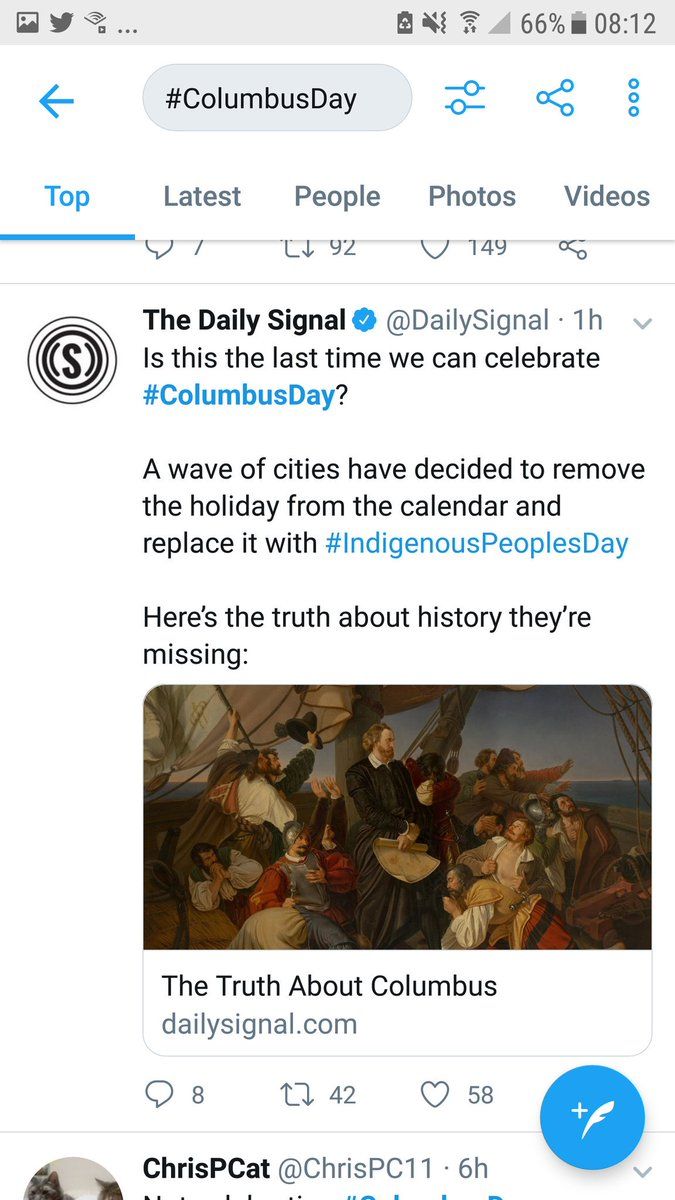 ... 66% 08:12
#ColumbusDay
Top Latest People Photos Videos
7 92 149
The Daily Signal @DailySignal · 1h
Is this the last time we can celebrate
#ColumbusDay?
A wave of cities have decided to remove
the holiday from the calendar and
replace it with #IndigenousPeoplesDay
Here’s the truth about history they’re
missing:
(S)
The Truth About Columbus
dailysignal.com
8 42 58
ChrisPCat @ChrisPC11 · 6h